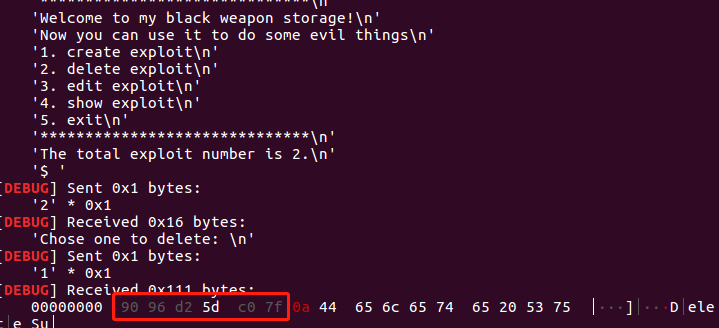 '*******************************\n'
'Welcome to my black weapon storage!\n'
'Now you can use it to do some evil things\n'
'1. create exploit\n'
'2. delete exploit\n'
'3. edit exploit\n'
'4. show exploit\n'
'5. exit\n'
'*******************************\n'
'The total exploit number is 2.\n'
'$ '
[DEBUG] Sent 0x1 bytes:
'2' * 0x1
[DEBUG] Received 0x16 bytes:
'Chose one to delete: \n'
[DEBUG] Sent 0x1 bytes:
'1' * 0x1
[DEBUG] Received 0x111 bytes:
00000000 90 96 d2 5d c0 7f 0a 44 65 6c 65 74 65 20 53 75 |···]|···D|ele
t|e Su|